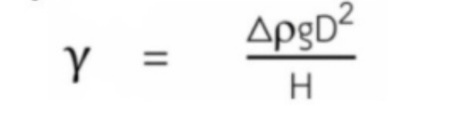 γ = ΔρgD²/H